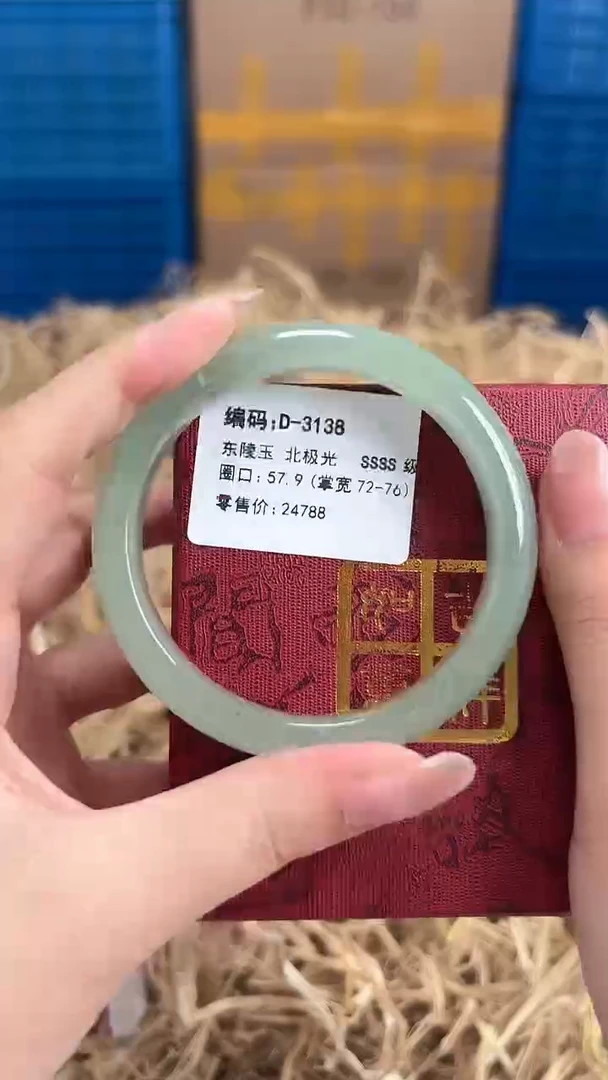 编码:D-3138
东陵玉 北极光 SSSS 级
圈口:57.9(掌宽 72-76)
零售价:24788